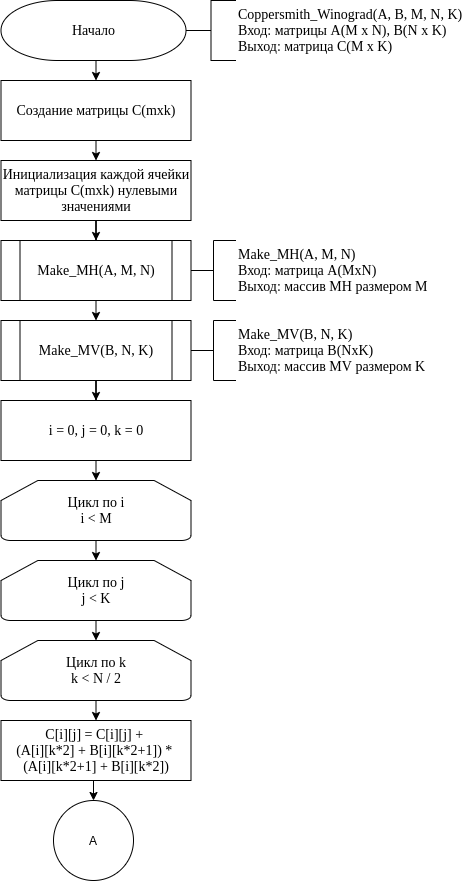 Начало
Coppersmith_Winograd(A, B, M, N, K)
Вход: матрицы A(M x N), B(N x K)
Выход: матрица C(M x K)
Создание матрицы C(mxk)
Инициализация каждой ячейки
матрицы C(mxk) нулевыми
значениями
Make_MH(A, M, N)
Make_MH(A, M, N)
Вход: матрица A(MxN)
Выход: массив MH размером M
Make_MV(B, N, K)
Make_MV(B, N, K)
Вход: матрица B(NxK)
Выход: массив MV размером K
i = 0, j = 0, k = 0
Цикл по i
i < M
Цикл по j
j < K
Цикл по k
k < N / 2
C[i][j] = C[i][j] +
(A[i][k*2] + B[i][k*2+1]) *
(A[i][k*2+1] + B[i][k*2])
A